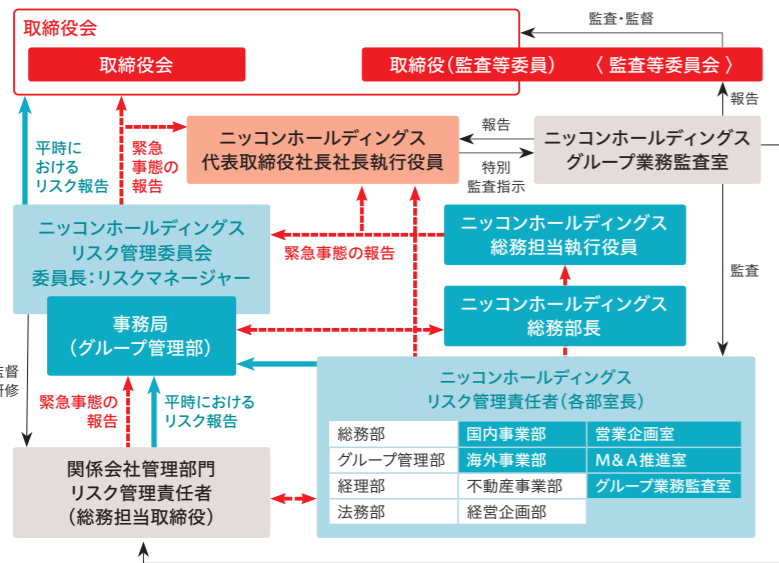 取締役会
監査・監督
取締役会
取締役（監査等委員）
〈 監査等委員会 〉
報告
平時に
おける
リスク報告
緊急
事態の
報告
ニッコンホールディングス
代表取締役社長社長執行役員
報告
特別
監査指示
ニッコンホールディングス
グループ業務監査室
ニッコンホールディングス
リスク管理委員会
委員長：リスクマネージャー
緊急事態の報告
ニッコンホールディングス
総務担当執行役員
監査
事務局
（グループ管理部）
ニッコンホールディングス
総務部長
督
修
緊急事態の
報告
平時における
リスク報告
ニッコンホールディングス
リスク管理責任者（各部室長）
総務部
国内事業部
営業企画室
グループ管理部
海外事業部
M&A推進室
経理部
不動産事業部
グループ業務監査室
法務部
経営企画部
関係会社管理部門
リスク管理責任者
（総務担当取締役）